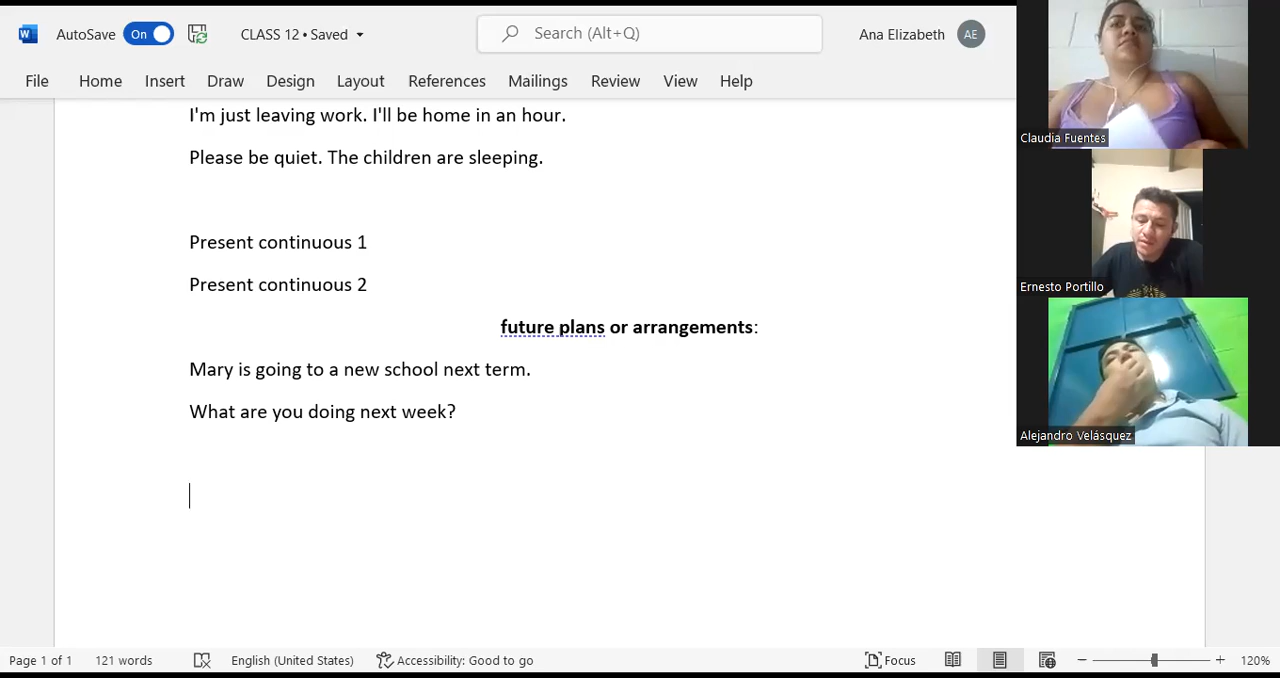 AutoSave On CLASS 12 • Saved Search (Alt+Q) Ana Elizabeth AE
File Home Insert Draw Design Layout References Mailings Review View Help
I'm just leaving work. I'll be home in an hour.
Please be quiet. The children are sleeping.
Present continuous 1
Present continuous 2
future plans or arrangements:
Mary is going to a new school next term.
What are you doing next week?
Claudia Fuentes
Ernesto Portillo
Alejandro Velásquez
Page 1 of 1 121 words English (United States) Accessibility: Good to go Focus 120%